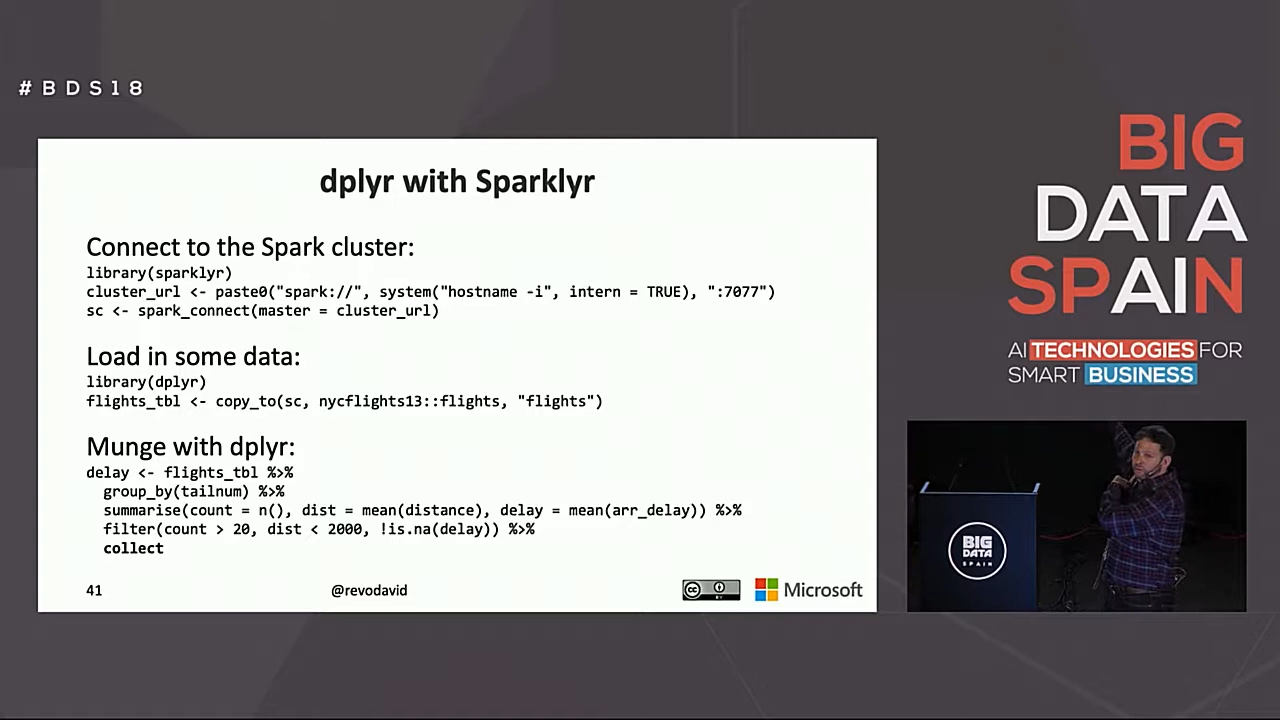 #BDS18
dplyr with Sparklyr
Connect to the Spark cluster:
library(sparklyr)
cluster_url <- paste0("spark://", system("hostname -i", intern = TRUE), ":7077")
sc <- spark_connect(master = cluster_url)
Load in some data:
library(dplyr)
flights_tbl <- copy_to(sc, nycflights13::flights, "flights")
Munge with dplyr:
delay <- flights_tbl %>%
group_by(tailnum) %>%
summarise(count = n(), dist = mean(distance), delay = mean(arr_delay)) %>%
filter(count > 20, dist < 2000, !is.na(delay)) %>%
collect
41
@revodavid
cc
BY
Microsoft
BIG
DATA
SPAIN
AI TECHNOLOGIES FOR
SMART BUSINESS
BIG
DATA
SPAIN